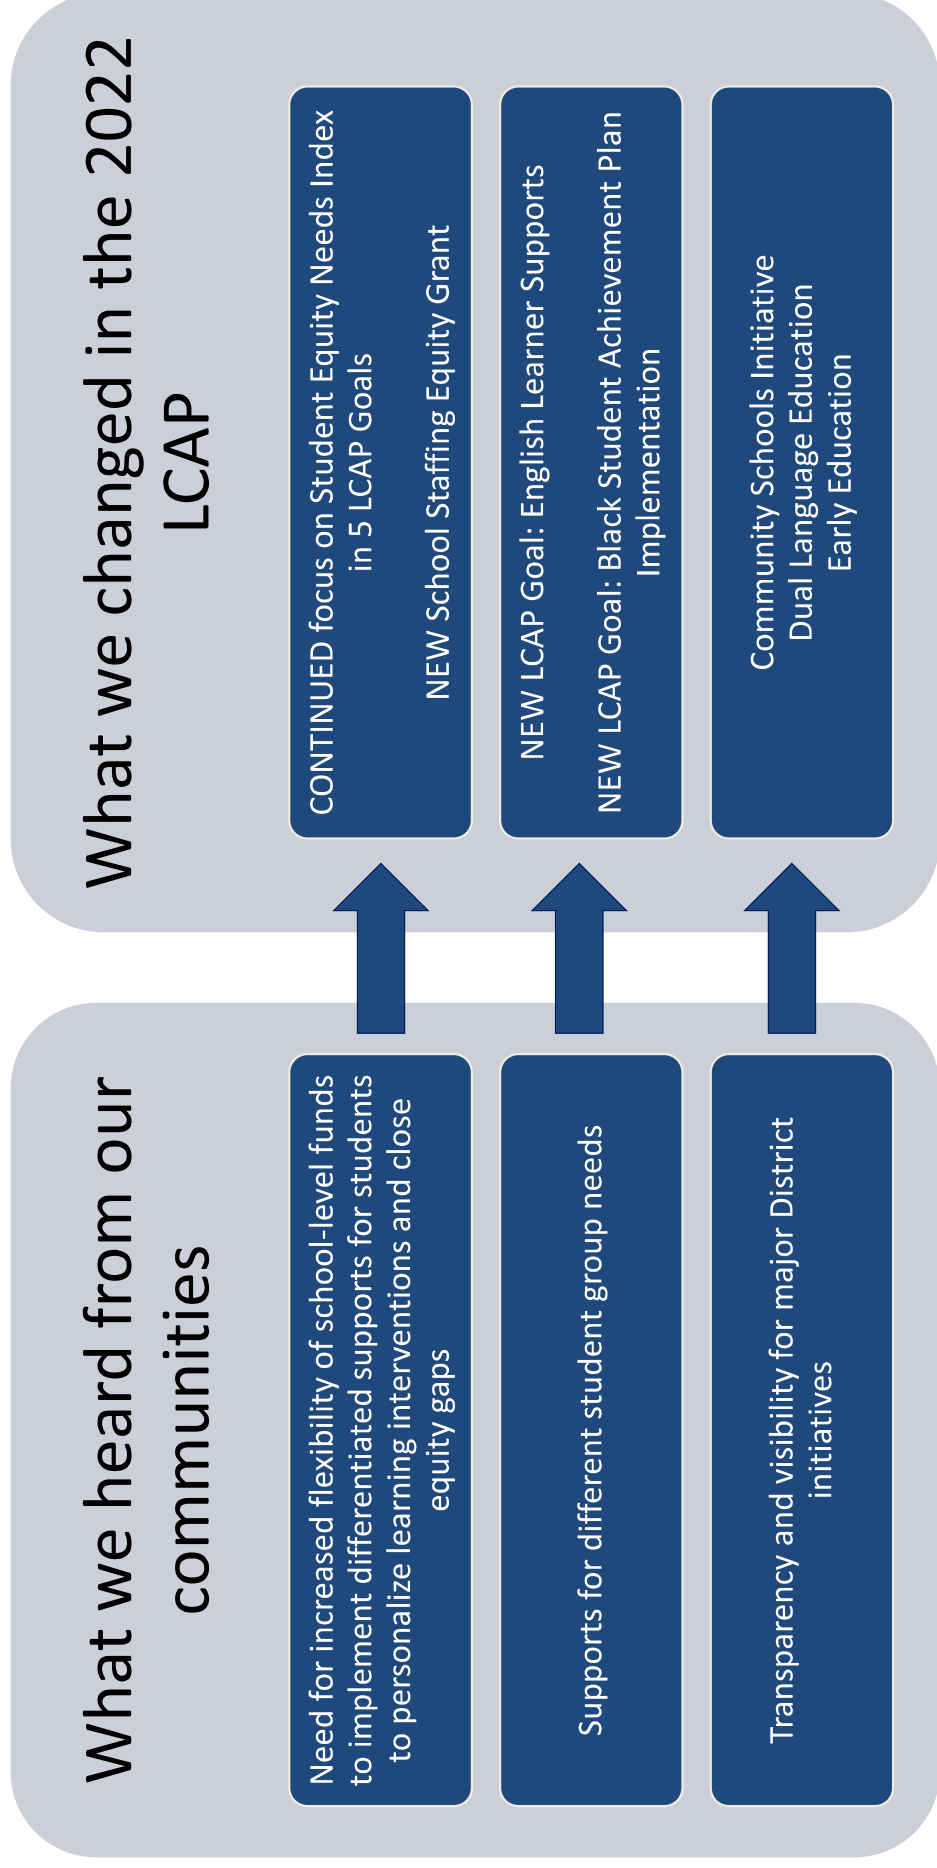 What we heard from our
communities
Need for increased flexibility of school-level funds
to implement differentiated supports for students
to personalize learning interventions and close
equity gaps
Supports for different student group needs
Transparency and visibility for major District
initiatives
What we changed in the 2022
LCAP
CONTINUED focus on Student Equity Needs Index
in 5 LCAP Goals
NEW School Staffing Equity Grant
NEW LCAP Goal: English Learner Supports
NEW LCAP Goal: Black Student Achievement Plan
Implementation
Community Schools Initiative
Dual Language Education
Early Education